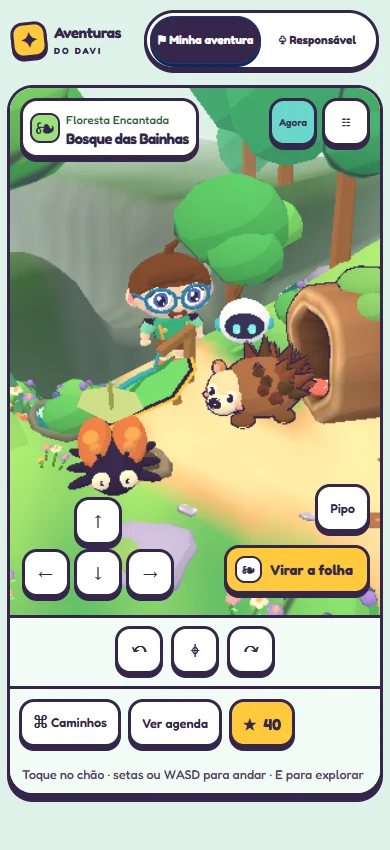 Aventuras
DO DAVI
Minha aventura
Responsável
Floresta Encantada
Bosque das Bainhas
Agora
Pipo
Virar a folha
Caminhos
Ver agenda
40
Toque no chão · setas ou WASD para andar · E para explorar